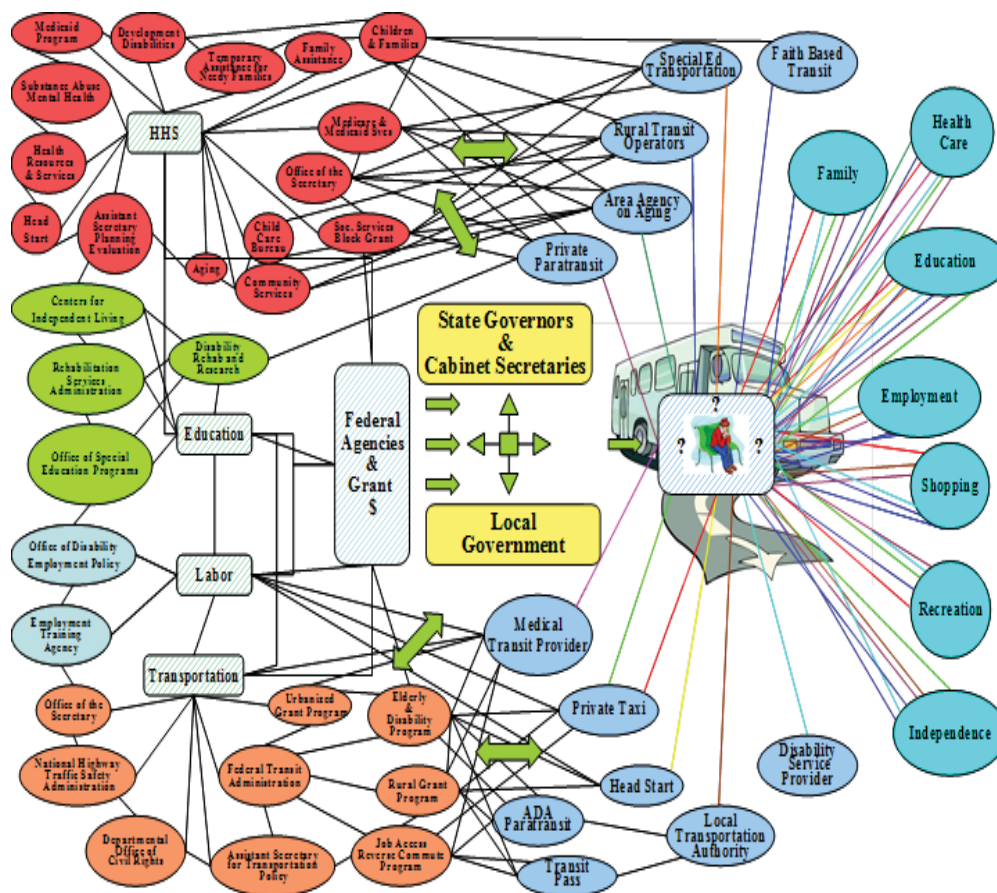 Medicaid
Program
Development
Disabilities
Temporary
Assistance for
Needy Families
Family
Assistance
Children
& Families
Substance Abuse
Mental Health
HHS
Medicare &
Medicaid Svcs
Health
Resources
& Services
Office of the
Secretary
Head
Start
Assistant
Secretary
Planning
Evaluation
Child
Care
Bureau
Soc. Services
Block Grant
Aging
Community
Services
Special Ed
Transportation
Faith Based
Transit
Rural Transit
Operators
Area Agency
on Aging
Private
Paratransit
Family
Health
Care
Education
Employment
Shopping
Recreation
Independence
Centers for
Independent Living
Rehabilitation
Services
Administration
Disability
Rehab and
Research
Office of Special
Education Programs
Education
Federal
Agencies
&
Grant
$
State Governors
&
Cabinet Secretaries
Local
Government
?
?
?
Office of Disability
Employment Policy
Labor
Employment
Training
Agency
Transportation
Office of the
Secretary
Urbanized
Grant Program
Elderly
&
Disability
Program
National Highway
Traffic Safety
Administration
Federal Transit
Administration
Rural Grant
Program
Departmental
Office of
Civil Rights
Assistant Secretary
for Transportation
Policy
Job Access
Reverse Commute
Program
Medical
Transit Provider
Private Taxi
Head Start
ADA
Paratransit
Transit
Pass
Local
Transportation
Authority
Disability
Service
Provider